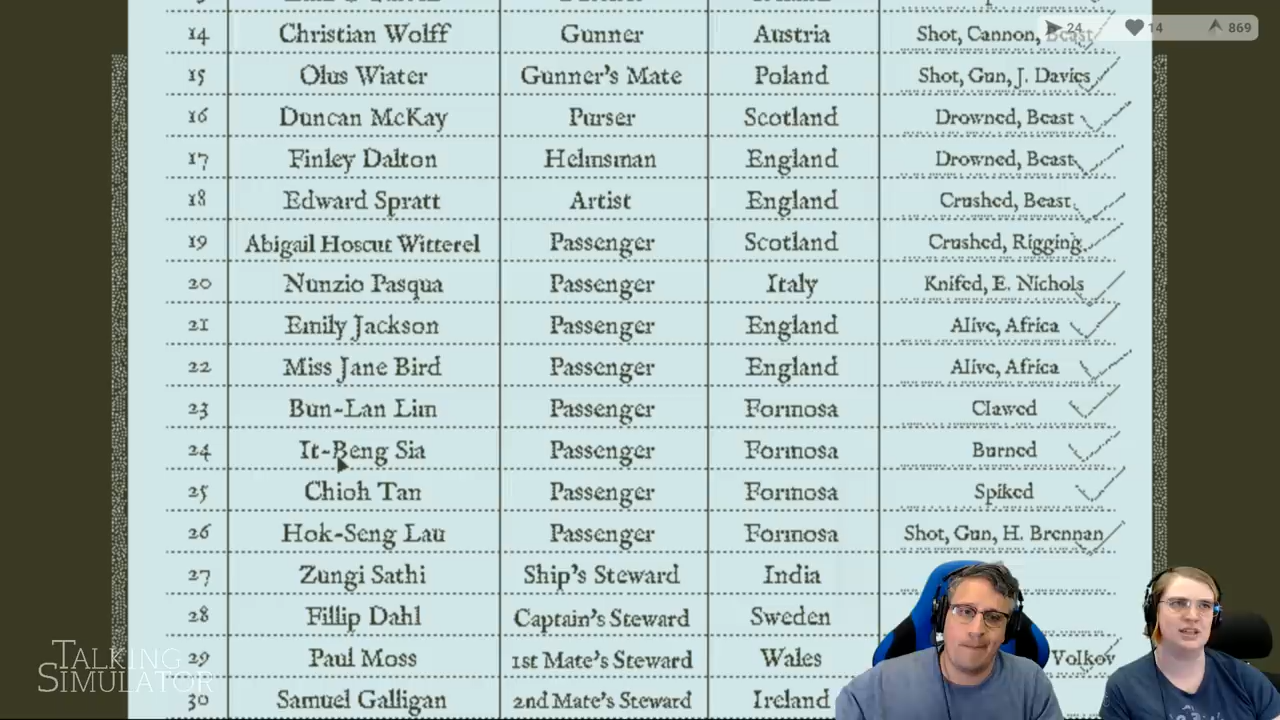 24 14 869
14 Christian Wolff Gunner Austria Shot, Cannon, Beast
15 Olus Wiater Gunner's Mate Poland Shot, Gun, J. Davies
16 Duncan McKay Purser Scotland Drowned, Beast
17 Finley Dalton Helmsman England Drowned, Beast
18 Edward Spratt Artist England Crushed, Beast
19 Abigail Hoscut Witterel Passenger Scotland Crushed, Rigging
20 Nunzio Pasqua Passenger Italy Knifed, E. Nichols
21 Emily Jackson Passenger England Alive, Africa
22 Miss Jane Bird Passenger England Alive, Africa
23 Bun-Lan Lim Passenger Formosa Clawed
24 It-Beng Sia Passenger Formosa Burned
25 Chioh Tan Passenger Formosa Spiked
26 Hok-Seng Lau Passenger Formosa Shot, Gun, H. Brennan
27 Zungi Sathi Ship's Steward India
28 Fillip Dahl Captain's Steward Sweden
29 Paul Moss 1st Mate's Steward Wales Volkov
30 Samuel Galligan 2nd Mate's Steward Ireland
TALKING
SIMULATOR